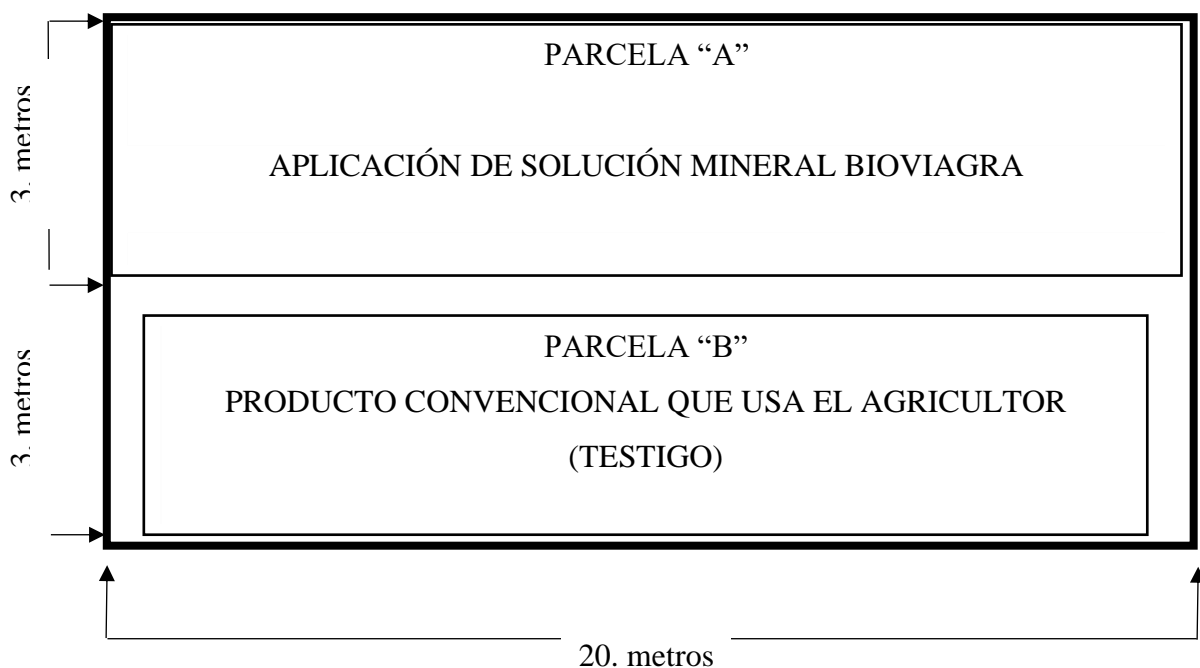 PARCELA “A”
3. metros
APLICACIÓN DE SOLUCIÓN MINERAL BIOVIAGRA
PARCELA “B”
3. metros
PRODUCTO CONVENCIONAL QUE USA EL AGRICULTOR
(TESTIGO)
20. metros